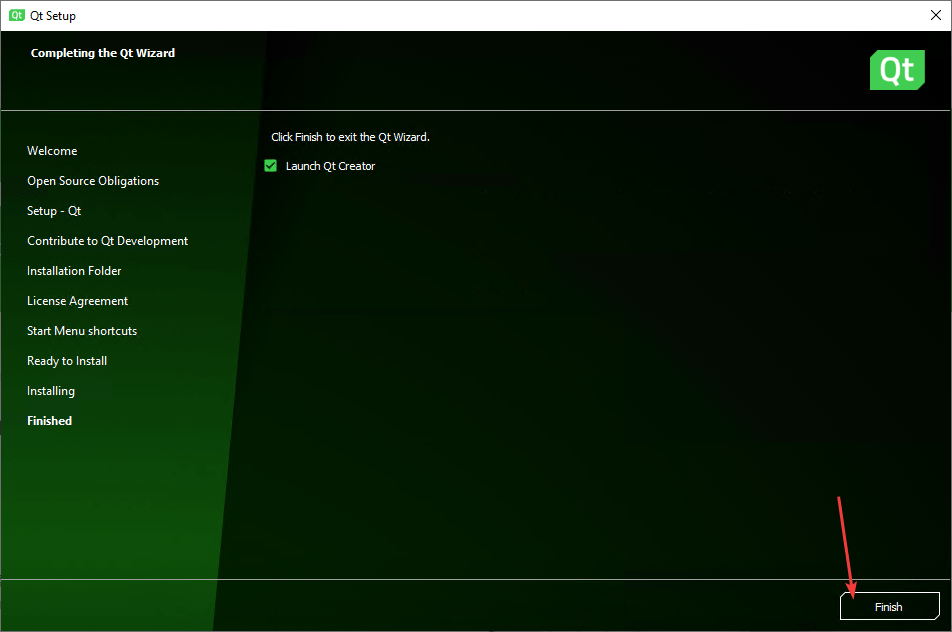 Qt Qt Setup
Completing the Qt Wizard
Qt
Click Finish to exit the Qt Wizard.
Launch Qt Creator
Welcome
Open Source Obligations
Setup - Qt
Contribute to Qt Development
Installation Folder
License Agreement
Start Menu shortcuts
Ready to Install
Installing
Finished
Finish